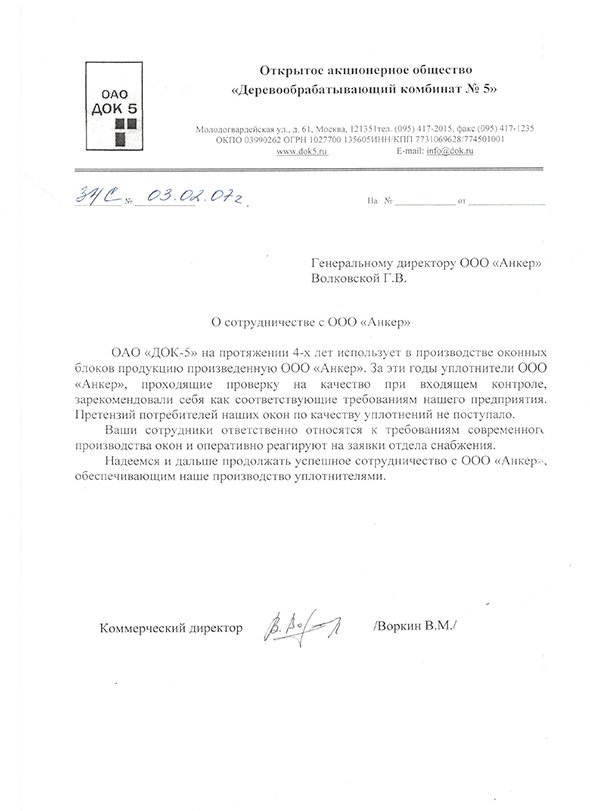 ОАО
ДОК 5
Открытое акционерное общество
«Деревообрабатывающий комбинат № 5»
Молодогвардейская ул., д. 61, Москва, 121351тел. (095) 417-2015, факс (095) 417-1235
ОКПО 03990262 ОГРН 1027700 135605ИНН/КПП 7731069628/774501001
www.dok5.ru E-mail: info@dok.ru
№ 03.02.07г.
На № от
Генеральному директору ООО «Анкер»
Волковской Г.В.
О сотрудничестве с ООО «Анкер»
ОАО «ДОК-5» на протяжении 4-х лет использует в производстве оконных
блоков продукцию произведенную ООО «Анкер». За эти годы уплотнители ООО
«Анкер», проходящие проверку на качество при входящем контроле,
зарекомендовали себя как соответствующие требованиям нашего предприятия.
Претензий потребителей наших окон по качеству уплотнений не поступало.
Ваши сотрудники ответственно относятся к требованиям современного
производства окон и оперативно реагируют на заявки отдела снабжения.
Надеемся и дальше продолжать успешное сотрудничество с ООО «Анкер»,
обеспечивающим наше производство уплотнителями.
Коммерческий директор /Воркин В.М./